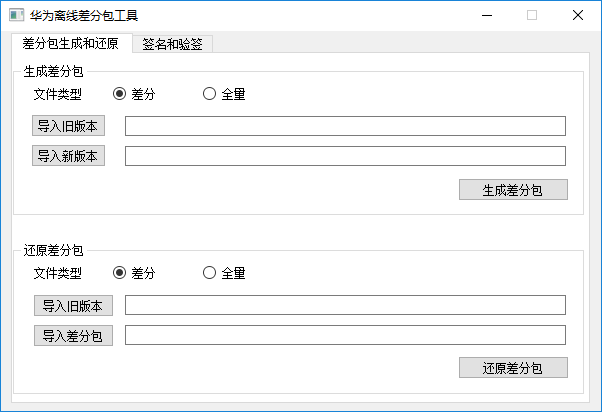 华为离线差分包工具
差分包生成和还原 签名和验签
生成差分包
文件类型 差分 全量
导入旧版本
导入新版本
生成差分包
还原差分包
文件类型 差分 全量
导入旧版本
导入差分包
还原差分包